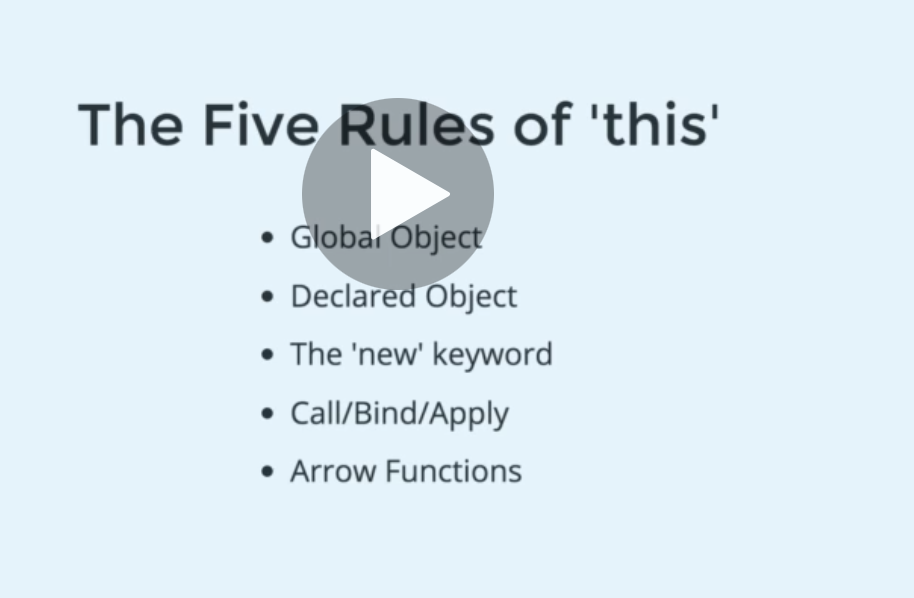 The Five Rules of 'this'
Global Object
Declared Object
The 'new' keyword
Call/Bind/Apply
Arrow Functions